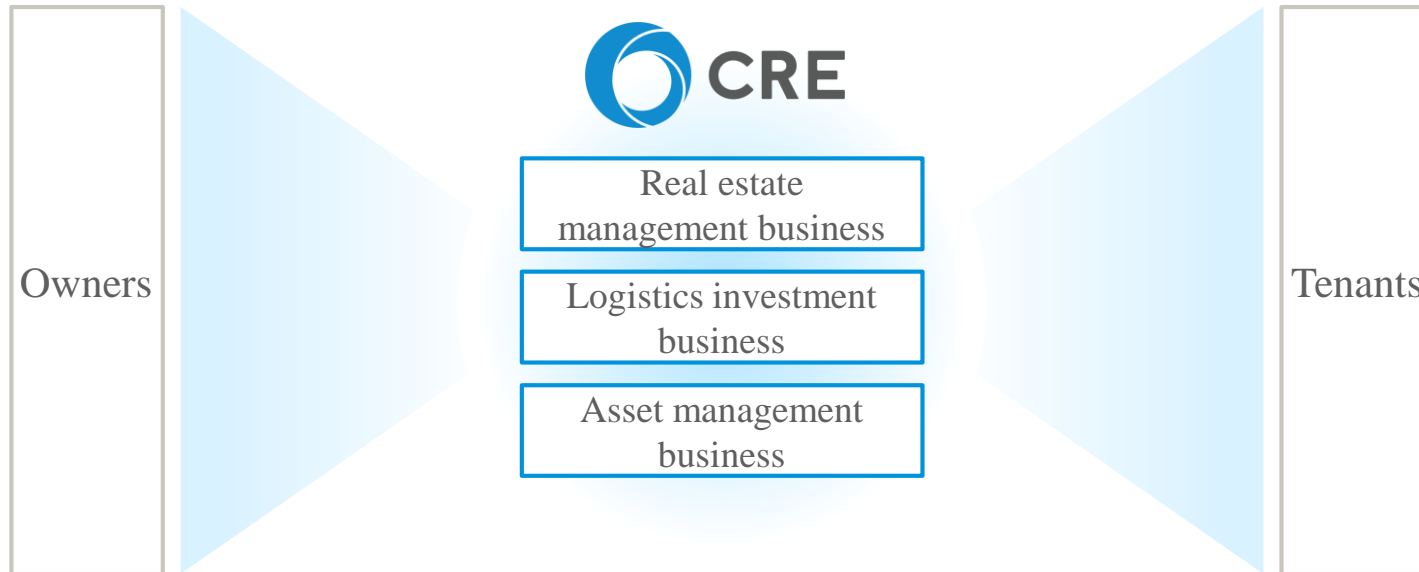 CRE
Real estate
management business
Owners
Logistics investment
business
Tenants
Asset management
business